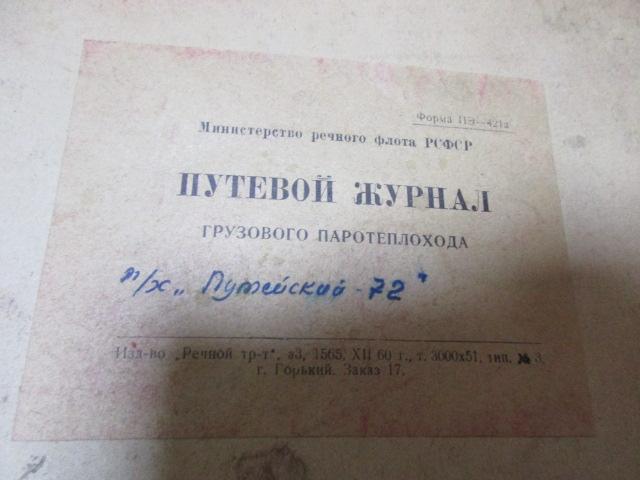 Форма ПЭ—421а
Министерство речного флота РСФСР
ПУТЕВОЙ ЖУРНАЛ
ГРУЗОВОГО ПАРОТЕПЛОХОДА
п/х „Путейский - 72"
Изд-во „Речной тр-т", з3, 1565, XII 60 г., т. 3000х51, тип. № 3,
г. Горький. Заказ 17.